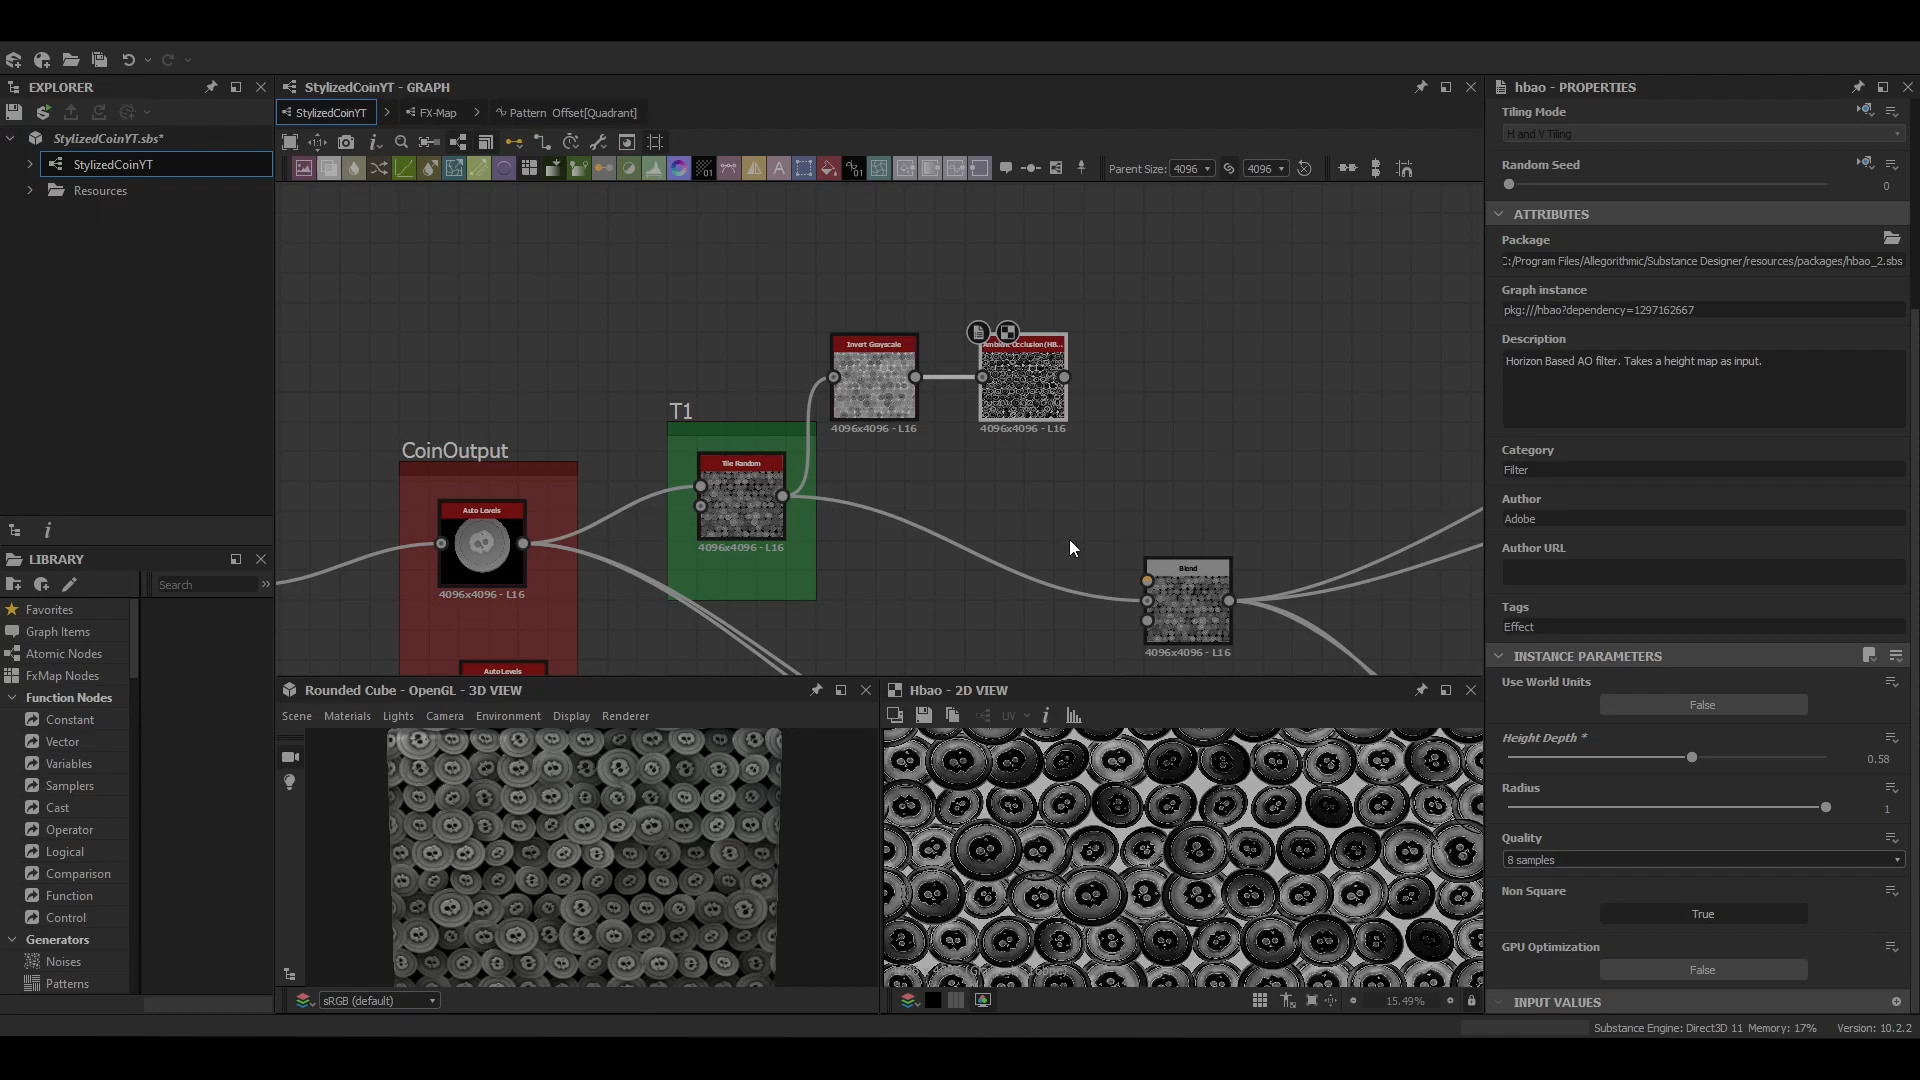 EXPLORER
StylizedCoinYT.sbs*
StylizedCoinYT
Resources
LIBRARY
Search
Favorites
Graph Items
Atomic Nodes
FxMap Nodes
Function Nodes
Constant
Vector
Variables
Samplers
Cast
Operator
Logical
Comparison
Function
Control
Generators
Noises
Patterns
StylizedCoinYT - GRAPH
StylizedCoinYT
FX-Map
Pattern Offset[Quadrant]
Parent Size: 4096
4096
Invert Grayscale
4096x4096 - L16
Ambient Occlusion (HB...
4096x4096 - L16
T1
Tile Random
4096x4096 - L16
CoinOutput
Auto Levels
4096x4096 - L16
Auto Levels
Blend
4096x4096 - L16
Rounded Cube - OpenGL - 3D VIEW
Scene Materials Lights Camera Environment Display Renderer
sRGB (default)
Hbao - 2D VIEW
UV
15.49%
hbao - PROPERTIES
Tiling Mode
H and V Tiling
Random Seed
0
ATTRIBUTES
Package
C:/Program Files/Allegorithmic/Substance Designer/resources/packages/hbao_2.sbs
Graph instance
pkg:///hbao?dependency=1297162667
Description
Horizon Based AO filter. Takes a height map as input.
Category
Filter
Author
Adobe
Author URL
Tags
Effect
INSTANCE PARAMETERS
Use World Units
False
Height Depth *
0.58
Radius
1
Quality
8 samples
Non Square
True
GPU Optimization
False
INPUT VALUES
Substance Engine: Direct3D 11 Memory: 17% Version: 10.2.2